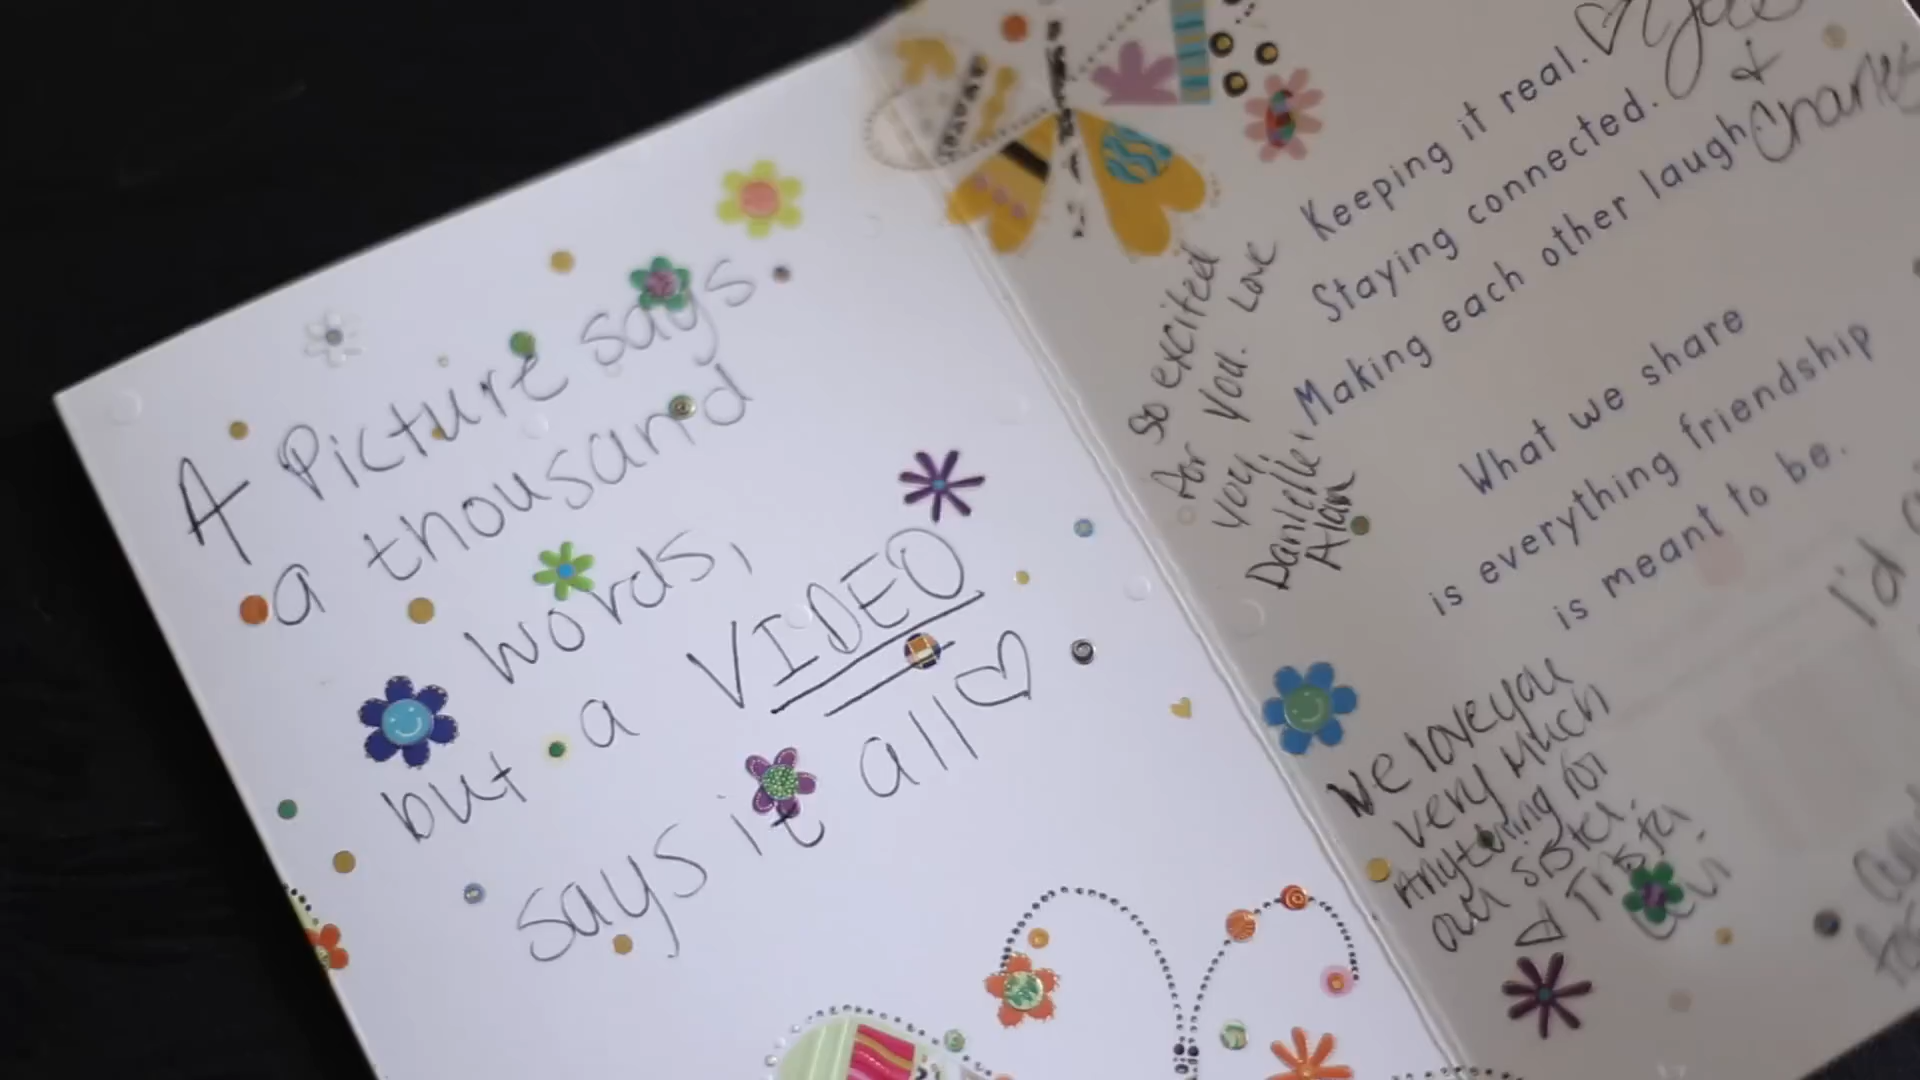 A Picture says
a thousand
words,
but a VIDEO
says it all
Keeping it real.
Staying connected.
Making each other laugh.
&
Charles
So excited
for you. Love
you,
Danielle,
Alan
What we share
is everything friendship
is meant to be.
We love you
very much
Anything for
our sister.
Trista
Levi
I'd